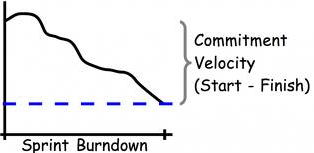 Commitment
Velocity
(Start - Finish)
Sprint Burndown